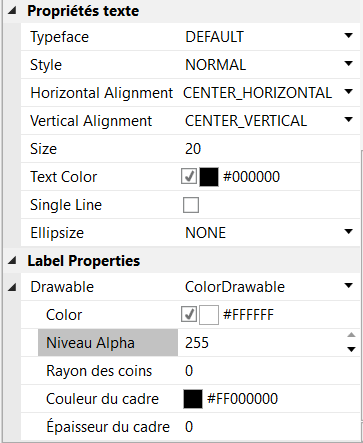 Propriétés texte
Typeface DEFAULT
Style NORMAL
Horizontal Alignment CENTER_HORIZONTAL
Vertical Alignment CENTER_VERTICAL
Size 20
Text Color #000000
Single Line
Ellipsize NONE
Label Properties
Drawable ColorDrawable
Color #FFFFFF
Niveau Alpha 255
Rayon des coins 0
Couleur du cadre #FF000000
Épaisseur du cadre 0